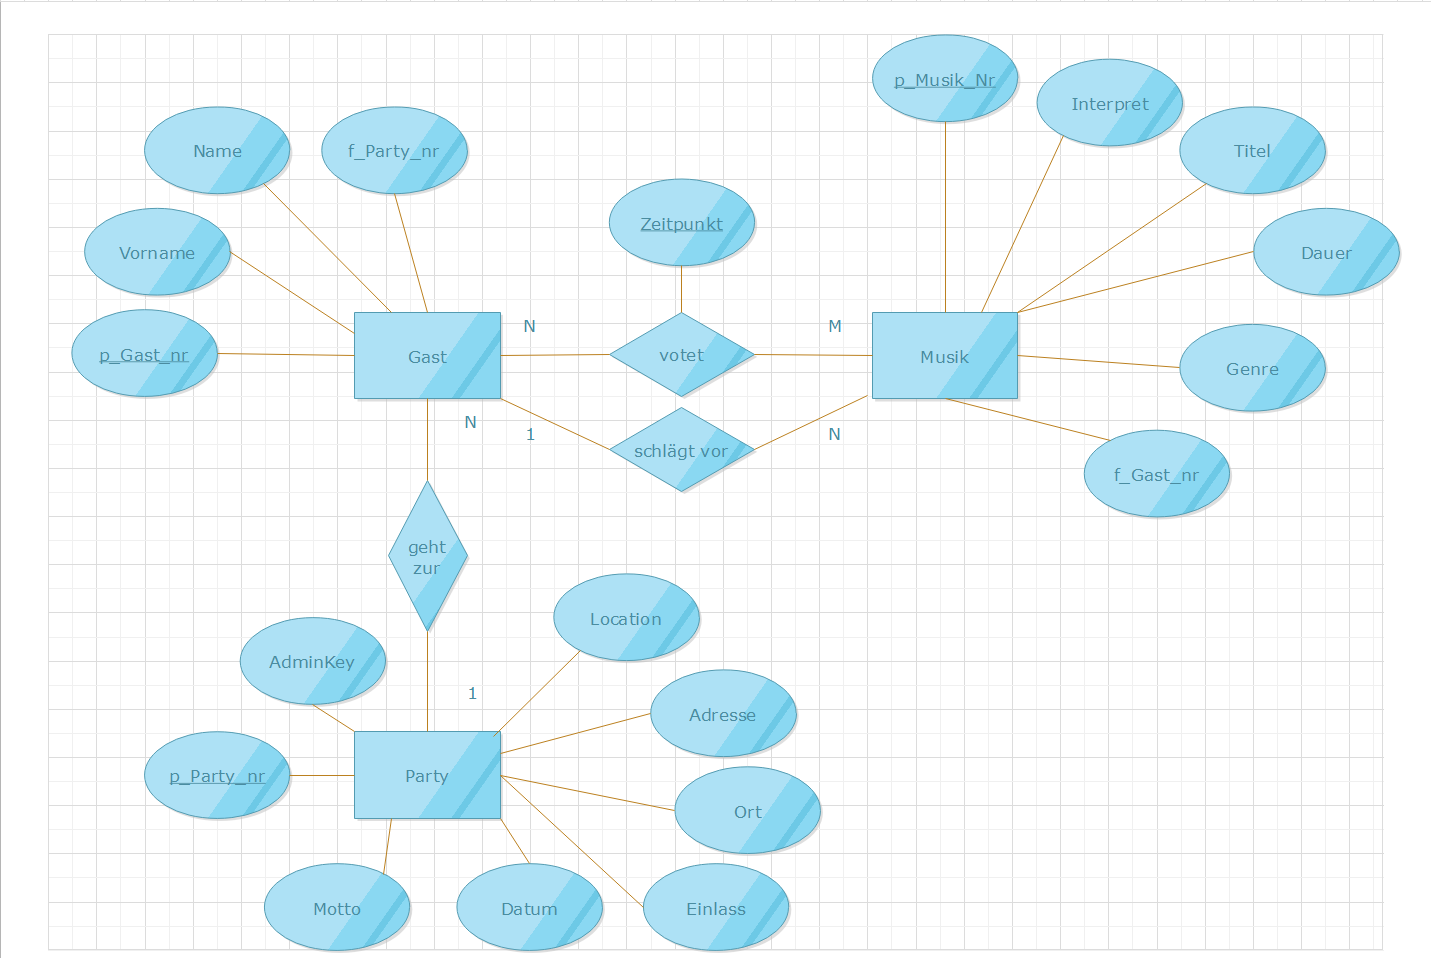 p_Musik_Nr
Interpret
Name
f_Party_nr
Titel
Zeitpunkt
Vorname
Dauer
N
M
p_Gast_nr
Gast
votet
Musik
Genre
N
1
schlägt vor
N
f_Gast_nr
geht
zur
Location
AdminKey
1
Adresse
p_Party_nr
Party
Ort
Motto
Datum
Einlass